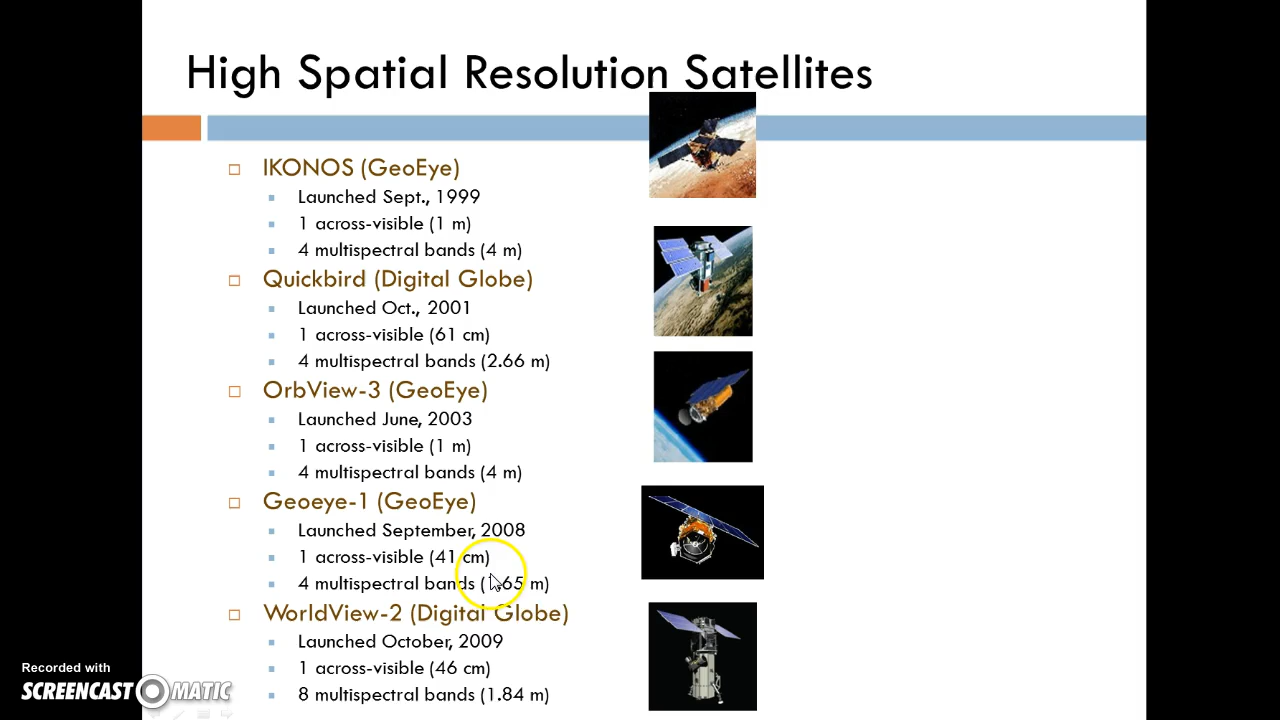 High Spatial Resolution Satellites
IKONOS (GeoEye)
Launched Sept., 1999
1 across-visible (1 m)
4 multispectral bands (4 m)
Quickbird (Digital Globe)
Launched Oct., 2001
1 across-visible (61 cm)
4 multispectral bands (2.66 m)
OrbView-3 (GeoEye)
Launched June, 2003
1 across-visible (1 m)
4 multispectral bands (4 m)
Geoeye-1 (GeoEye)
Launched September, 2008
1 across-visible (41 cm)
4 multispectral bands (1.65 m)
WorldView-2 (Digital Globe)
Launched October, 2009
1 across-visible (46 cm)
8 multispectral bands (1.84 m)
Recorded with
SCREENCAST MATIC